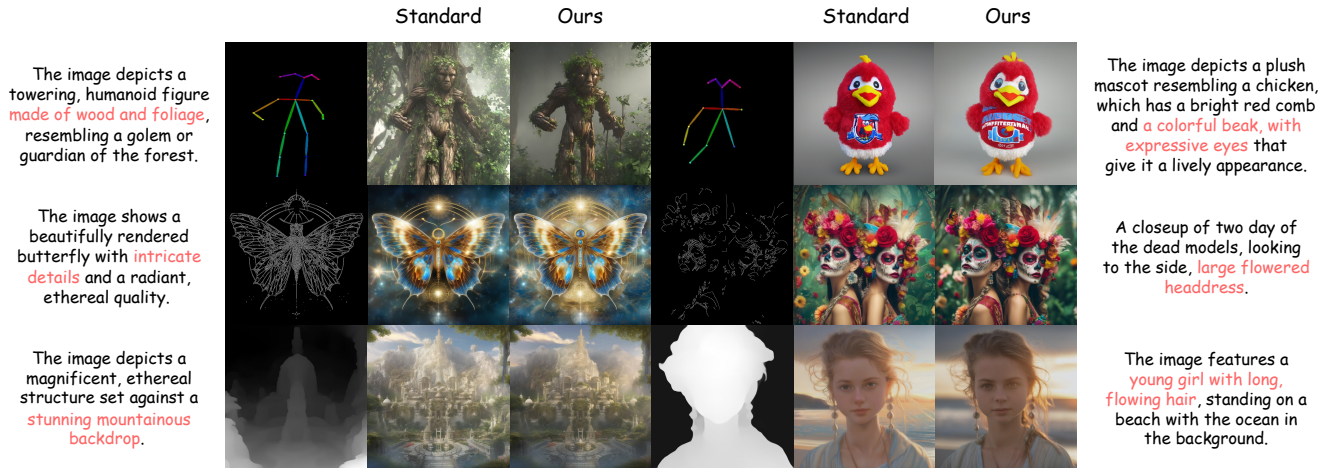 Standard
Ours
Standard
Ours
The image depicts a
towering, humanoid figure
made of wood and foliage,
resembling a golem or
guardian of the forest.
The image depicts a plush
mascot resembling a chicken,
which has a bright red comb
and a colorful beak, with
expressive eyes that
give it a lively appearance.
The image shows a
beautifully rendered
butterfly with intricate
details and a radiant,
ethereal quality.
A closeup of two day of
the dead models, looking
to the side, large flowered
headdress.
The image depicts a
magnificent, ethereal
structure set against a
stunning mountainous
backdrop.
The image features a
young girl with long,
flowing hair, standing on a
beach with the ocean in
the background.